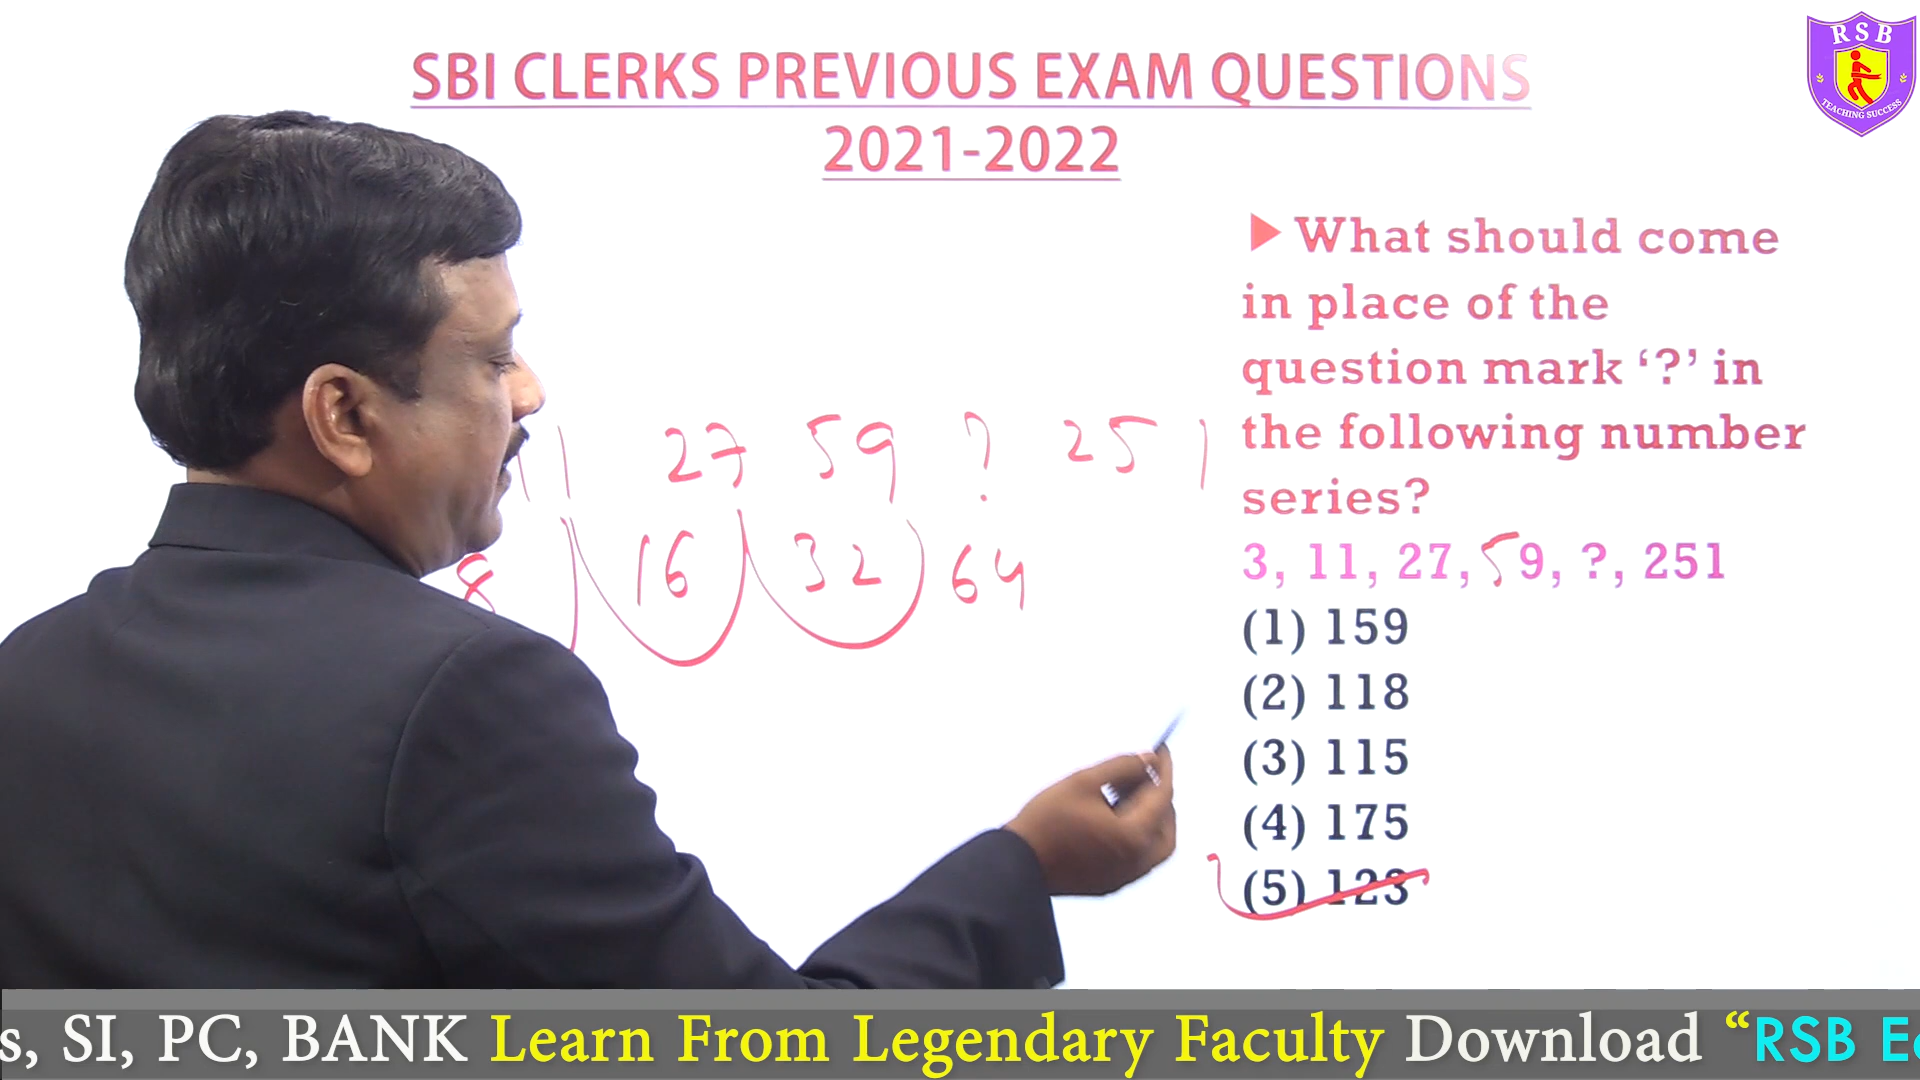 SBI CLERKS PREVIOUS EXAM QUESTIONS
2021-2022
RSB
TEACHING SUCCESS
What should come
in place of the
question mark ‘?’ in
the following number
series?
3, 11, 27, 59, ?, 251
(1) 159
(2) 118
(3) 115
(4) 175
(5) 123
11 27 59 ? 251
8 16 32 64
s, SI, PC, BANK Learn From Legendary Faculty Download “RSB E